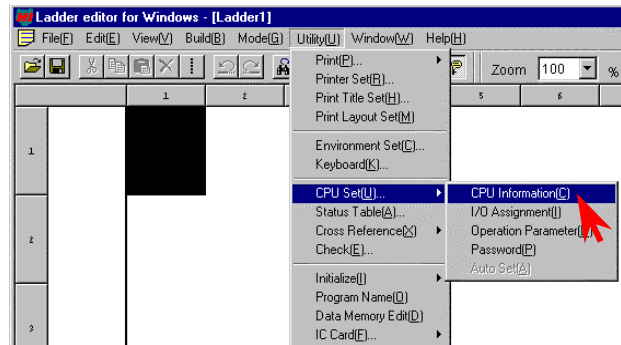 Ladder editor for Windows - [Ladder1]
File(F) Edit(E) View(V) Build(B) Mode(G) Utility(U) Window(W) Help(H)
Zoom 100 %
1 2 5 6
1
2
3
Print(P)...
Printer Set(R)...
Print Title Set(H)...
Print Layout Set(M)
Environment Set(C)...
Keyboard(K)...
CPU Set(U)...
Status Table(A)...
Cross Reference(X)
Check(E)...
Initialize(I)
Program Name(O)
Data Memory Edit(D)
IC Card(F)...
CPU Information(C)
I/O Assignment(I)
Operation Parameter
Password(P)
Auto Set(A)